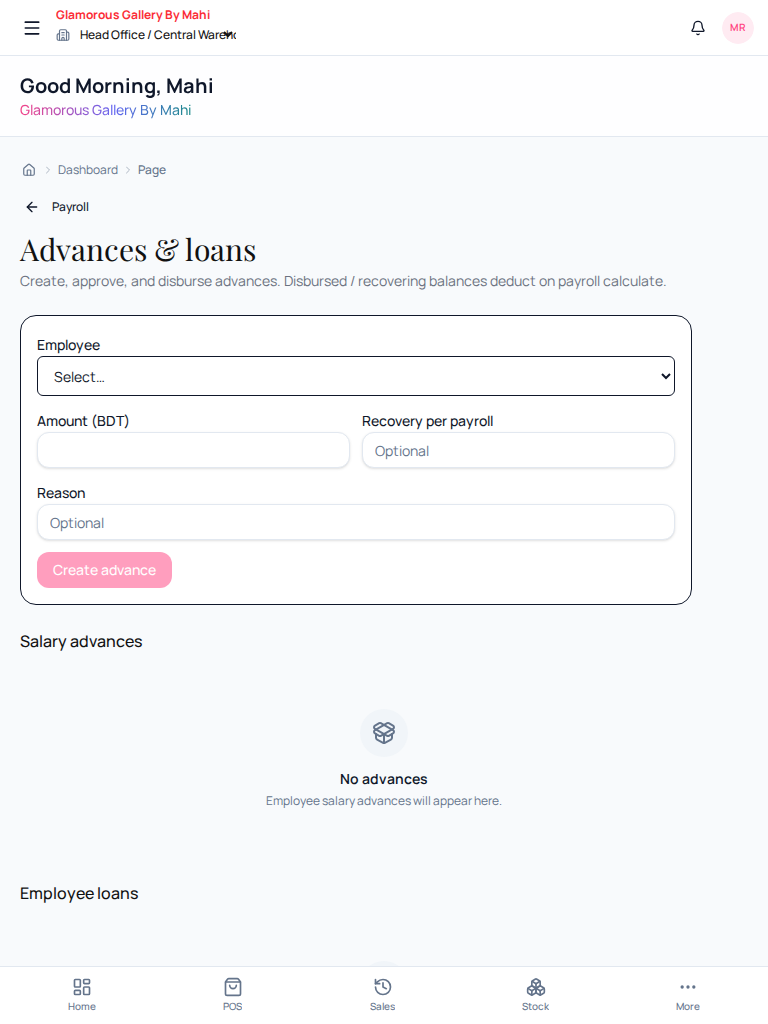 Glamorous Gallery By Mahi
Head Office / Central
MR
Good Morning, Mahi
Glamorous Gallery By Mahi
Dashboard
Page
Payroll
Advances & loans
Create, approve, and disburse advances. Disbursed / recovering balances deduct on payroll calculate.
Employee
Select...
Amount (BDT)
Recovery per payroll
Optional
Reason
Optional
Create advance
Salary advances
No advances
Employee salary advances will appear here.
Employee loans
Home
POS
Sales
Stock
More